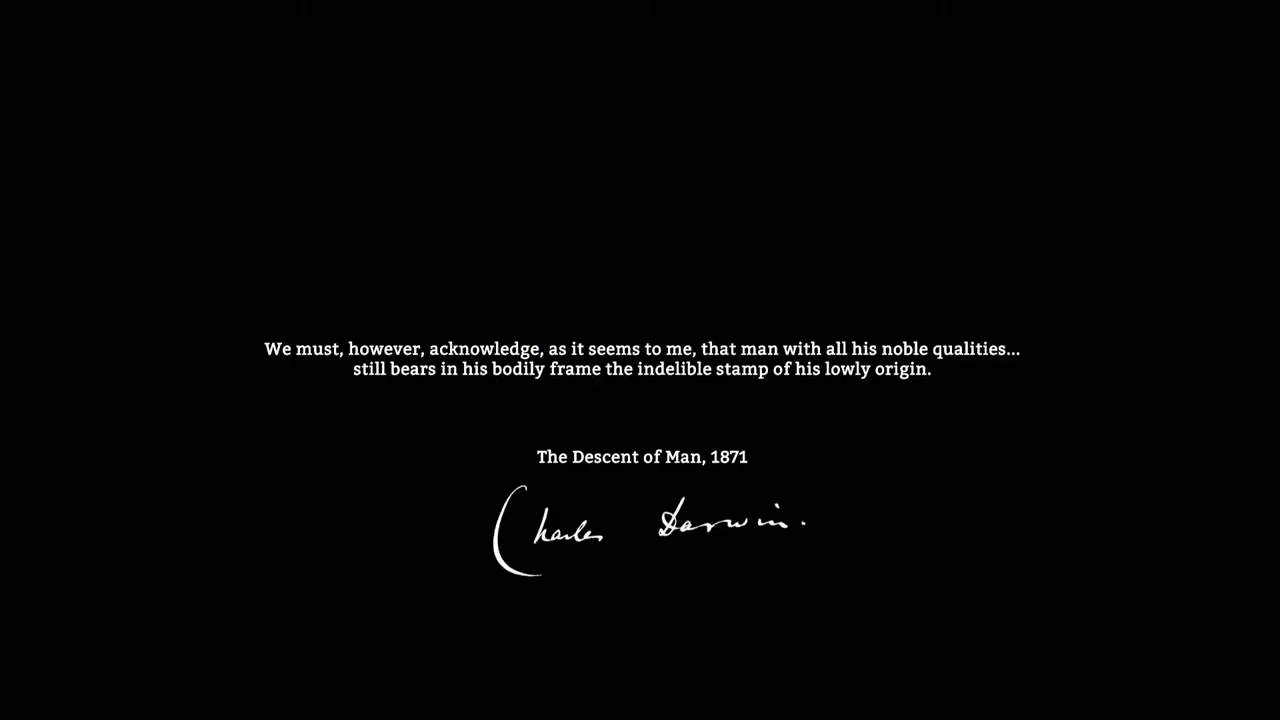 We must, however, acknowledge, as it seems to me, that man with all his noble qualities...
still bears in his bodily frame the indelible stamp of his lowly origin.
The Descent of Man, 1871
Charles Darwin.